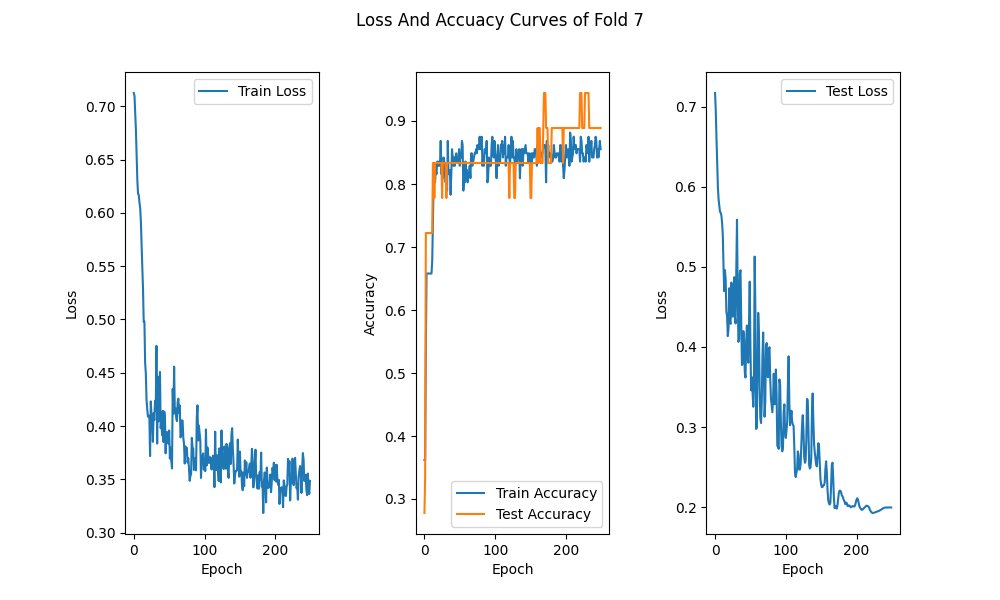 Loss And Accuacy Curves of Fold 7
Train Loss
0.70
0.65
0.60
0.55
0.50
0.45
0.40
0.35
0.30
Loss
0
100
200
Epoch
0.9
0.8
0.7
0.6
0.5
0.4
0.3
Accuracy
Train Accuracy
Test Accuracy
0
100
200
Epoch
Test Loss
0.7
0.6
0.5
0.4
0.3
0.2
Loss
0
100
200
Epoch